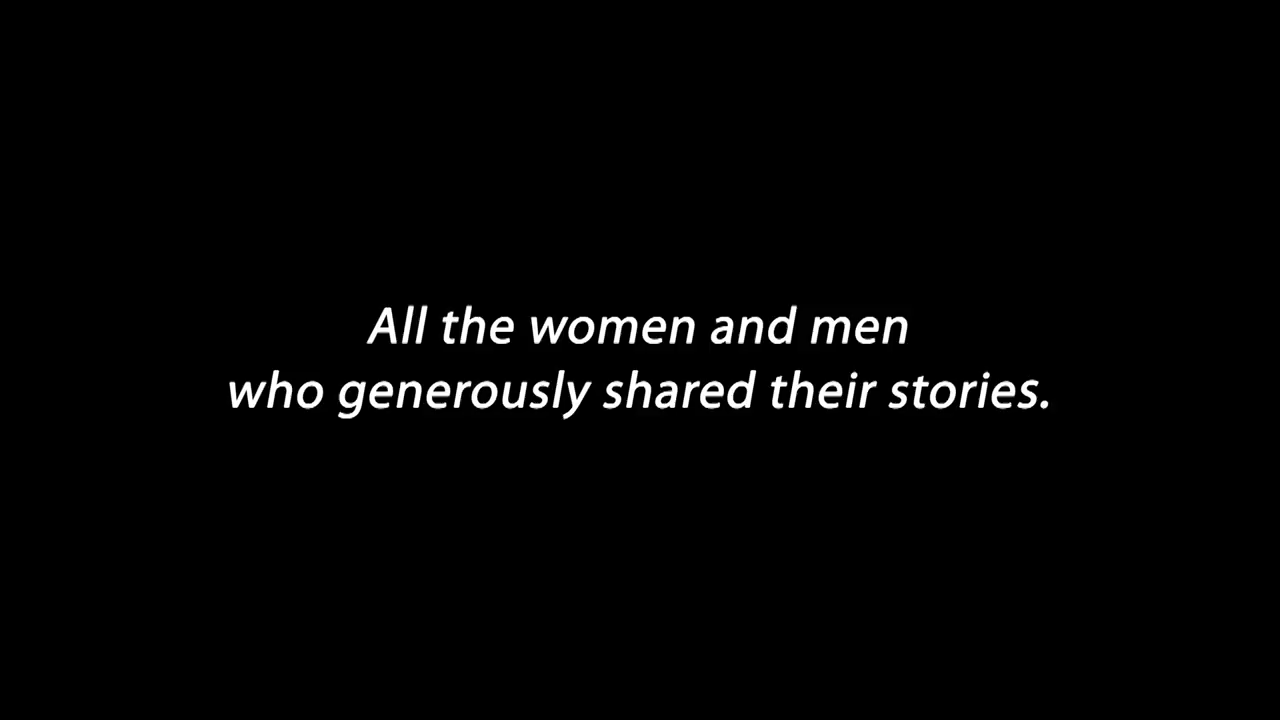 All the women and men
who generously shared their stories.